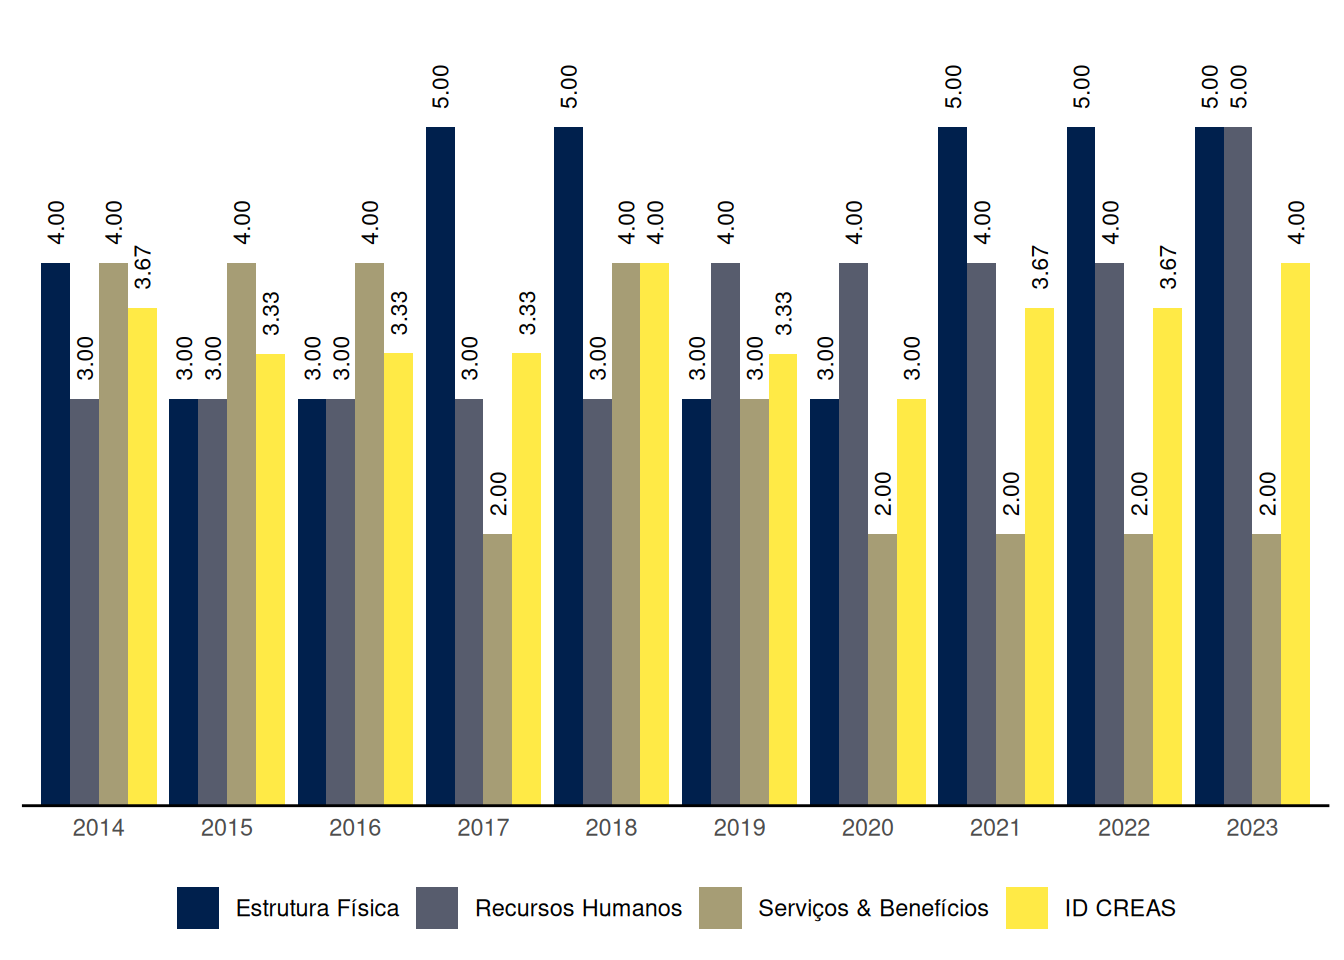 5.00 5.00 5.00 5.00 5.00 5.00
4.00 4.00 4.00 4.00 4.00 4.00 4.00 4.00 4.00 4.00 4.00
3.67 3.67 3.67
3.33 3.33 3.33 3.33
3.00 3.00 3.00 3.00 3.00 3.00 3.00 3.00 3.00 3.00 3.00
2.00 2.00 2.00 2.00 2.00
2014 2015 2016 2017 2018 2019 2020 2021 2022 2023
Estrutura Física Recursos Humanos Serviços & Benefícios ID CREAS